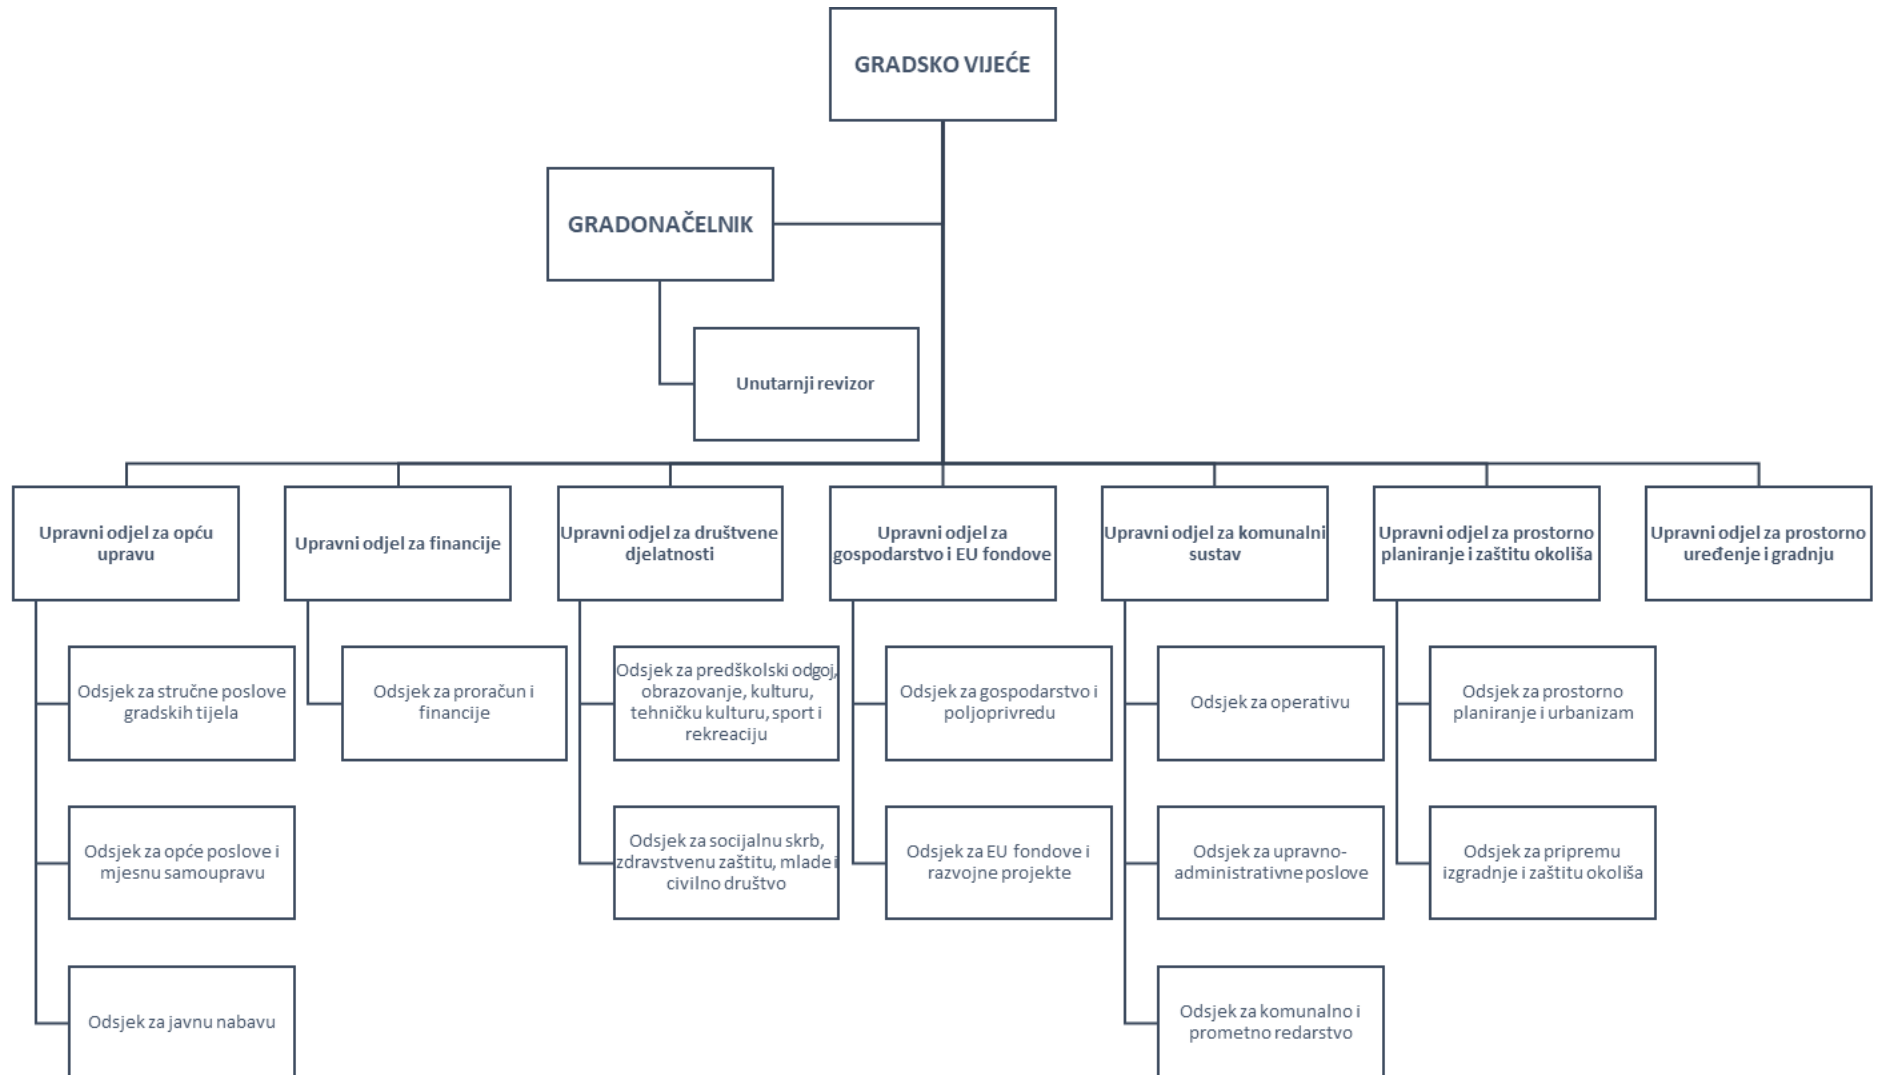 GRADSKO VIJEĆE
GRADONAČELNIK
Unutarnji revizor
Upravni odjel za opću
upravu
Upravni odjel za financije
Upravni odjel za društvene
djelatnosti
Upravni odjel za
gospodarstvo i EU fondove
Upravni odjel za komunalni
sustav
Upravni odjel za prostorno
planiranje i zaštitu okoliša
Upravni odjel za prostorno
uređenje i gradnju
Odsjek za stručne poslove
gradskih tijela
Odsjek za opće poslove i
mjesnu samoupravu
Odsjek za javnu nabavu
Odsjek za proračun i
financije
Odsjek za predškolski odgoj,
obrazovanje, kulturu,
tehničku kulturu, sport i
rekreaciju
Odsjek za socijalnu skrb,
zdravstvenu zaštitu, mlade i
civilno društvo
Odsjek za gospodarstvo i
poljoprivredu
Odsjek za EU fondove i
razvojne projekte
Odsjek za operativu
Odsjek za upravno-
administrativne poslove
Odsjek za komunalno i
prometno redarstvo
Odsjek za prostorno
planiranje i urbanizam
Odsjek za pripremu
izgradnje i zaštitu okoliša